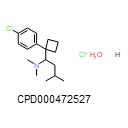 Cl
Cl⁻ H₂O H
N
CPD000472527